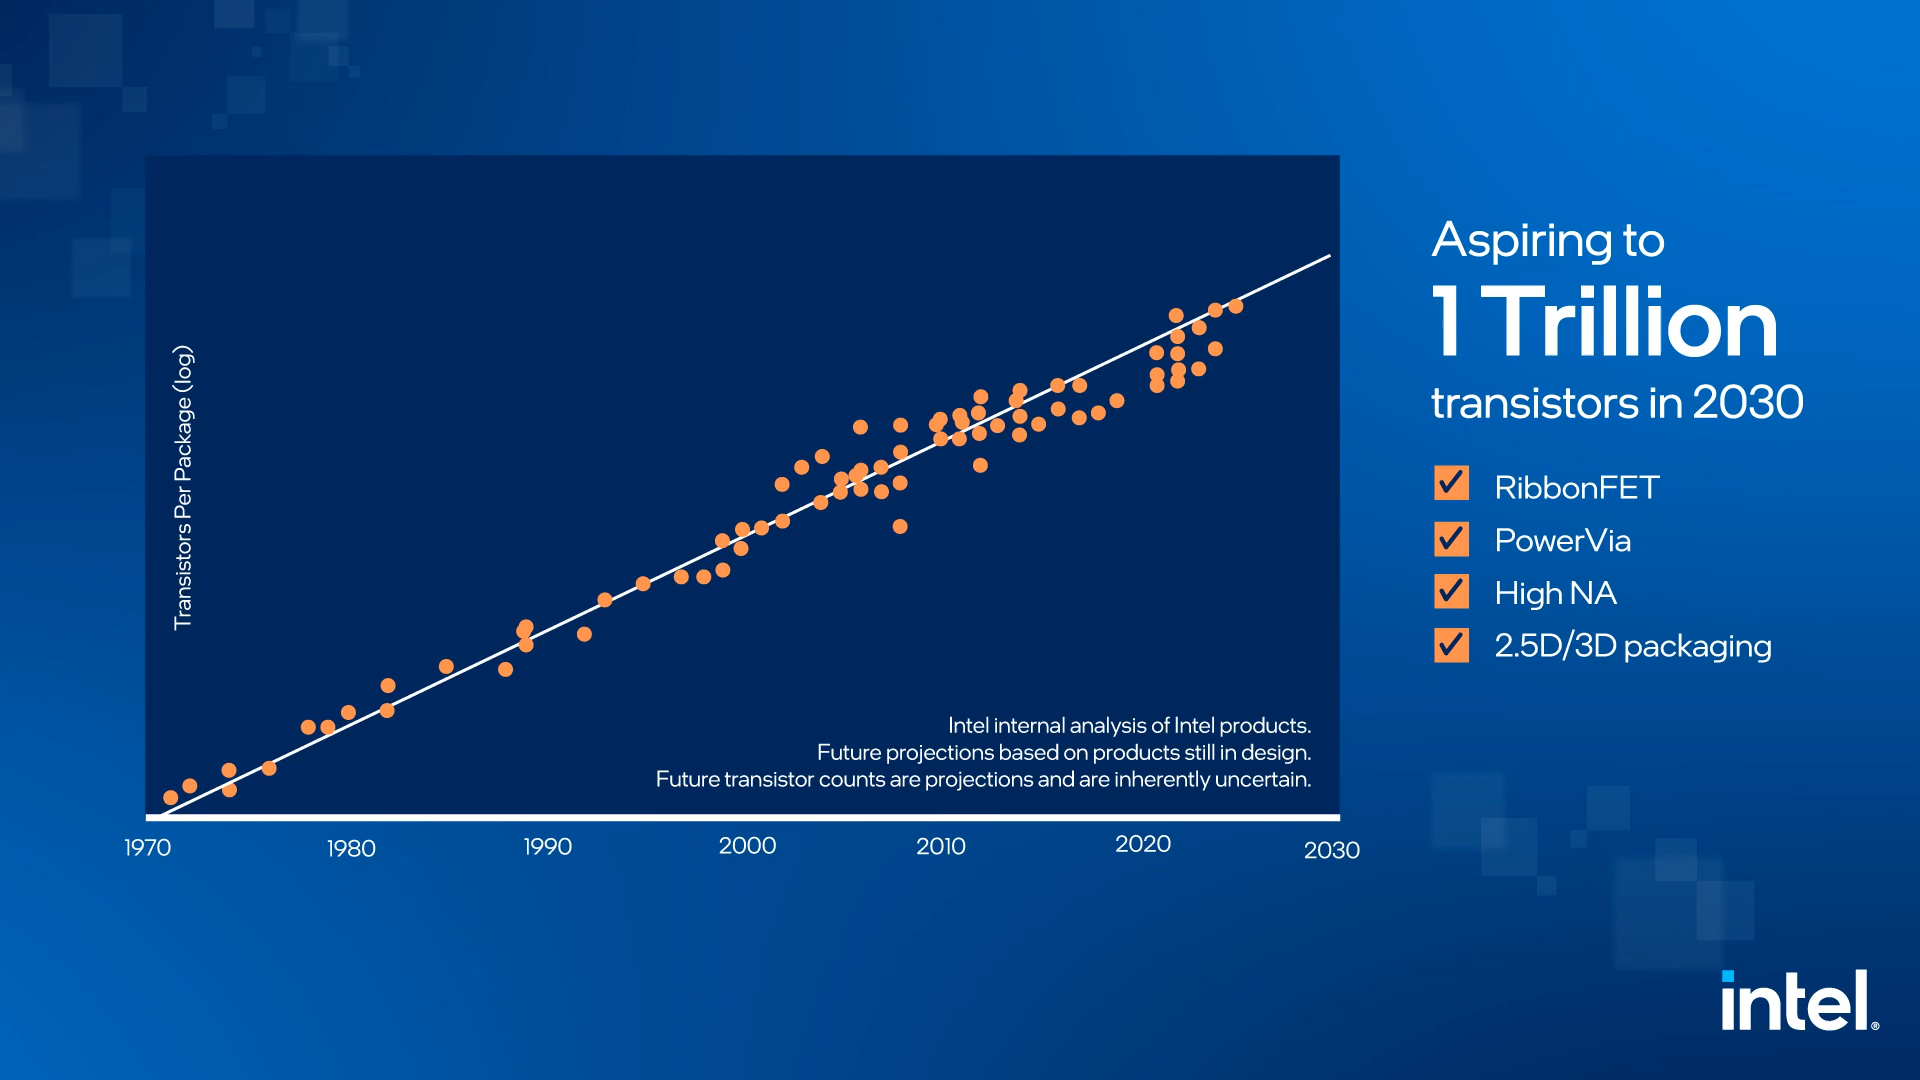 Transistors Per Package (log)
Intel internal analysis of Intel products.
Future projections based on products still in design.
Future transistor counts are projections and are inherently uncertain.
1970
1980
1990
2000
2010
2020
2030
Aspiring to
1 Trillion
transistors in 2030
RibbonFET
PowerVia
High NA
2.5D/3D packaging
intel®